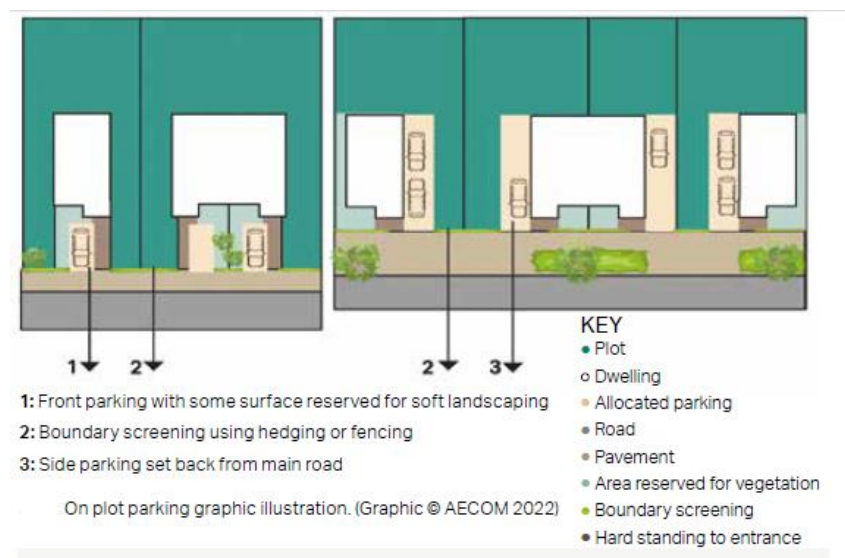 1 2
2 3
1: Front parking with some surface reserved for soft landscaping
2: Boundary screening using hedging or fencing
3: Side parking set back from main road
On plot parking graphic illustration. (Graphic © AECOM 2022)
KEY
Plot
Dwelling
Allocated parking
Road
Pavement
Area reserved for vegetation
Boundary screening
Hard standing to entrance